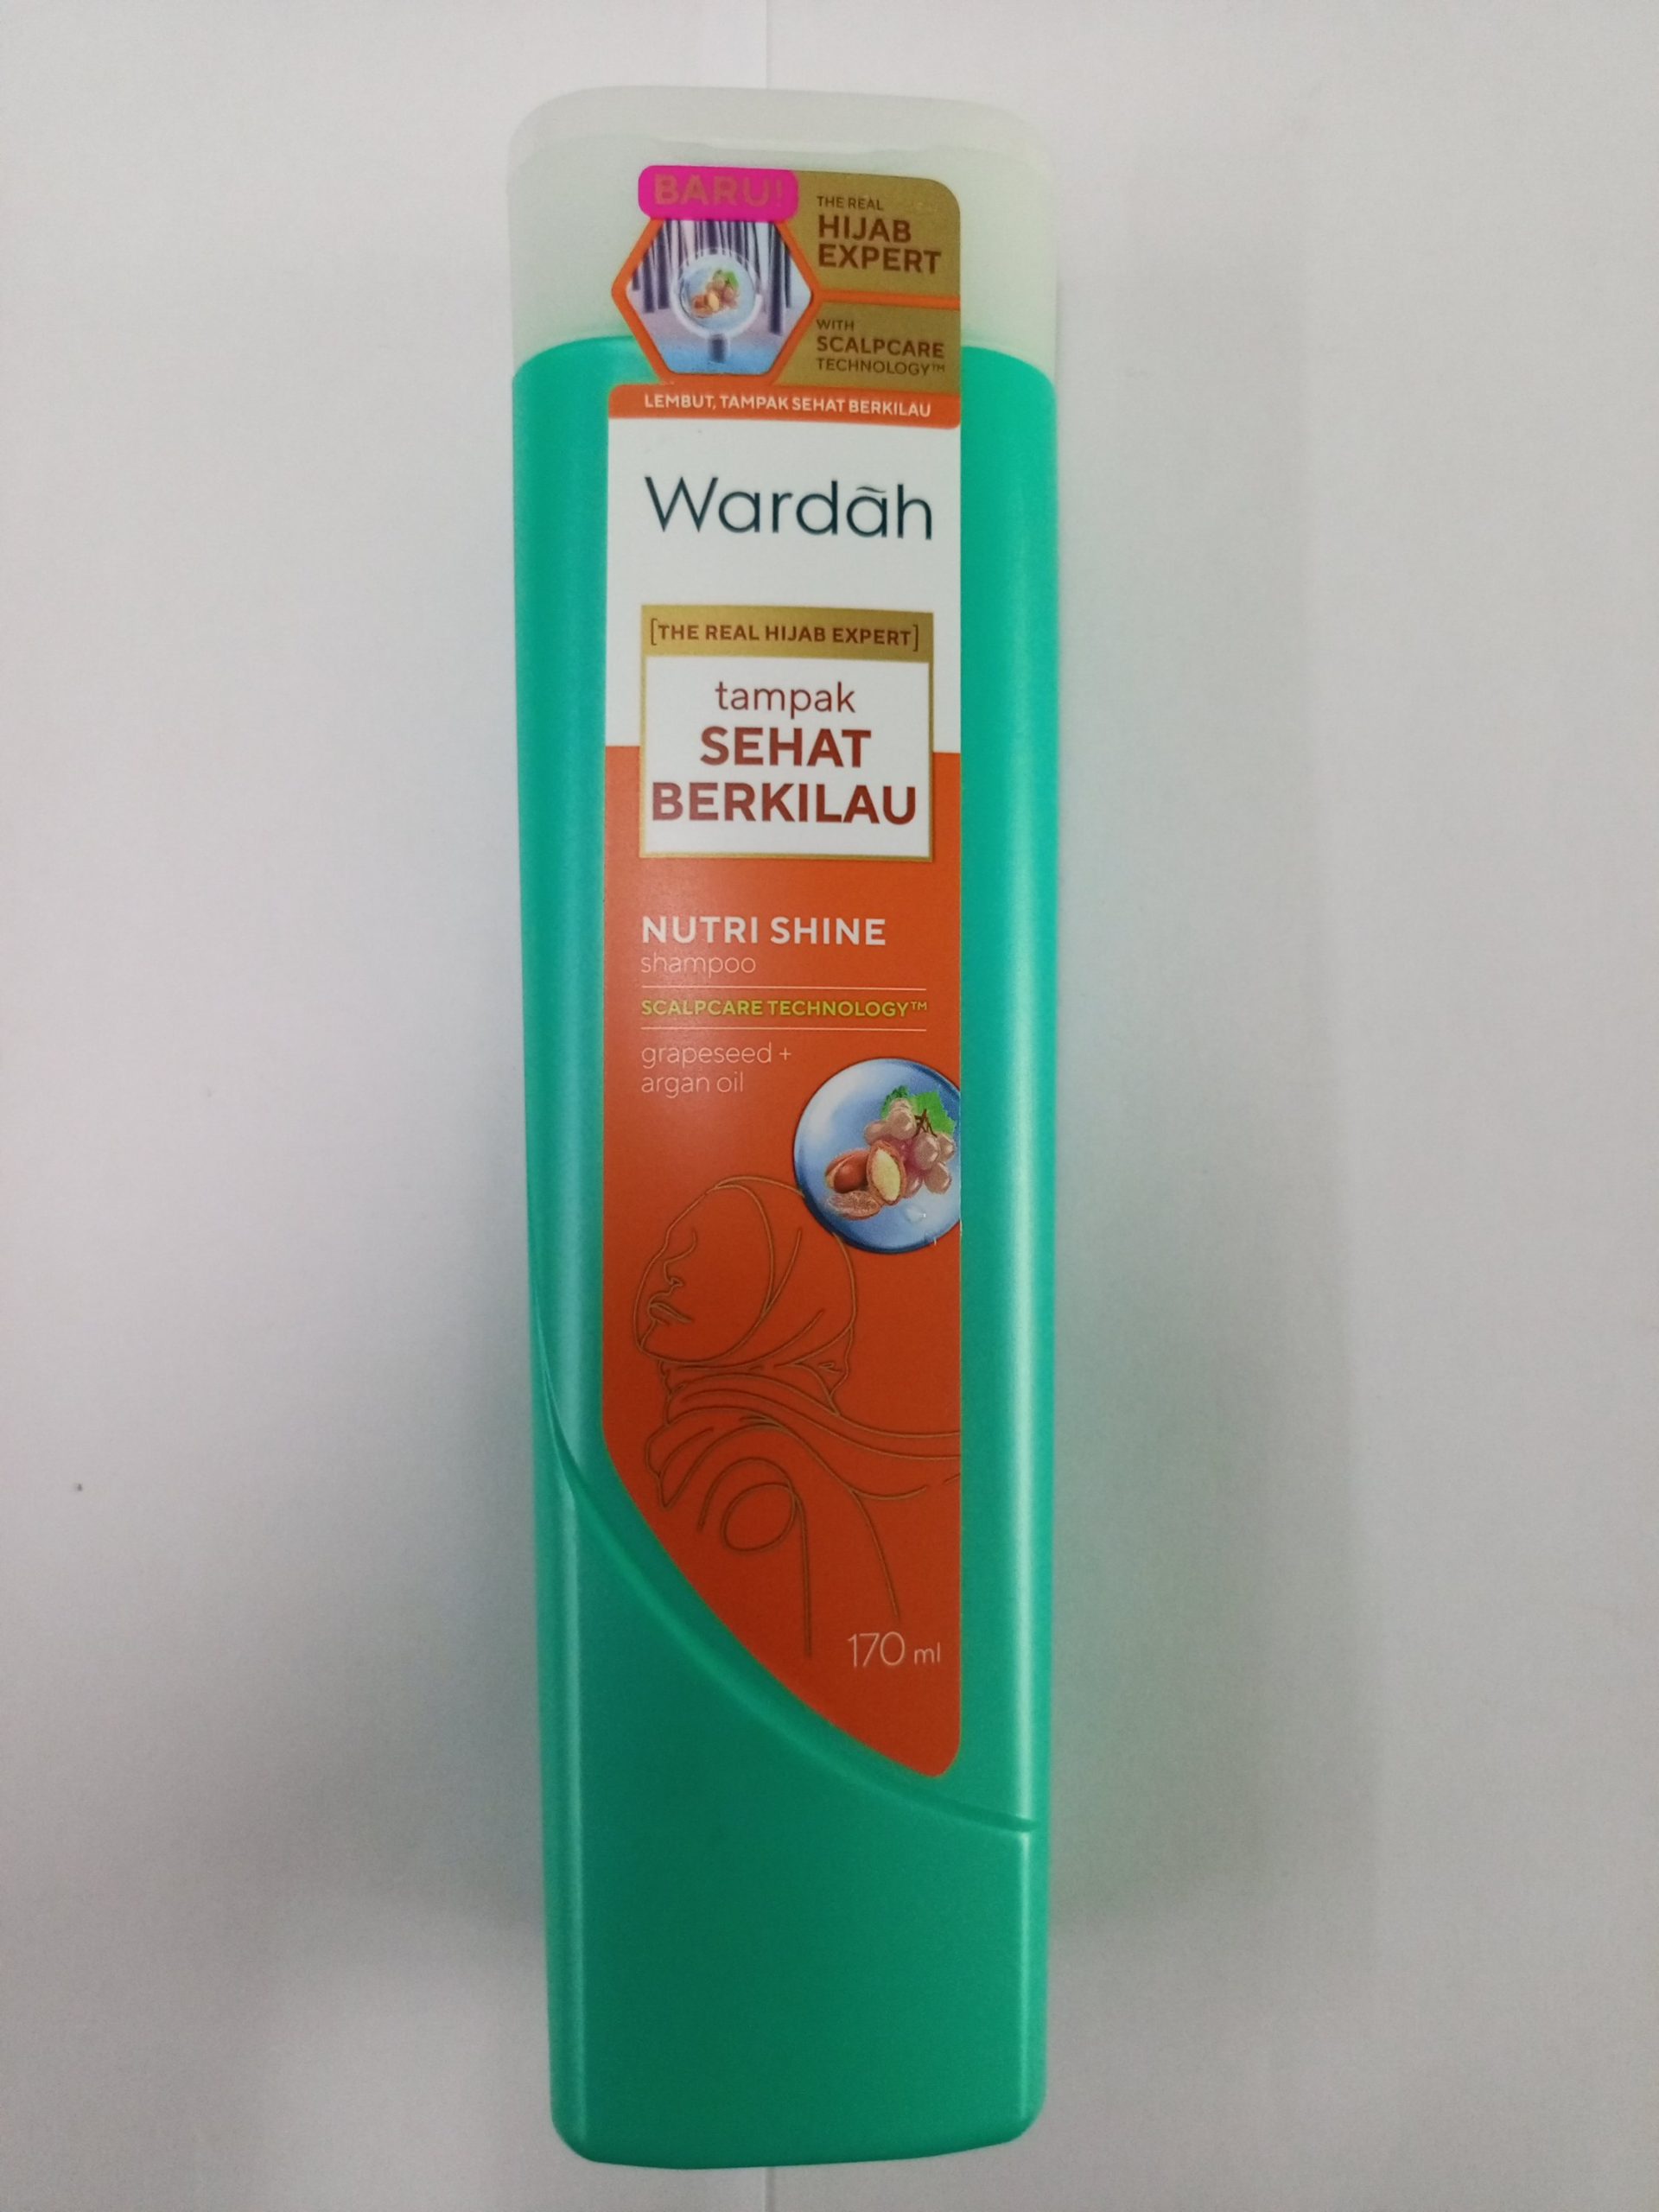 BARU!
THE REAL
HIJAB
EXPERT
WITH
SCALPCARE
TECHNOLOGY™
LEMBUT, TAMPAK SEHAT BERKILAU
Wardãh
[THE REAL HIJAB EXPERT]
tampak
SEHAT
BERKILAU
NUTRI SHINE
shampoo
SCALPCARE TECHNOLOGY™
grapeseed +
argan oil
170 ml